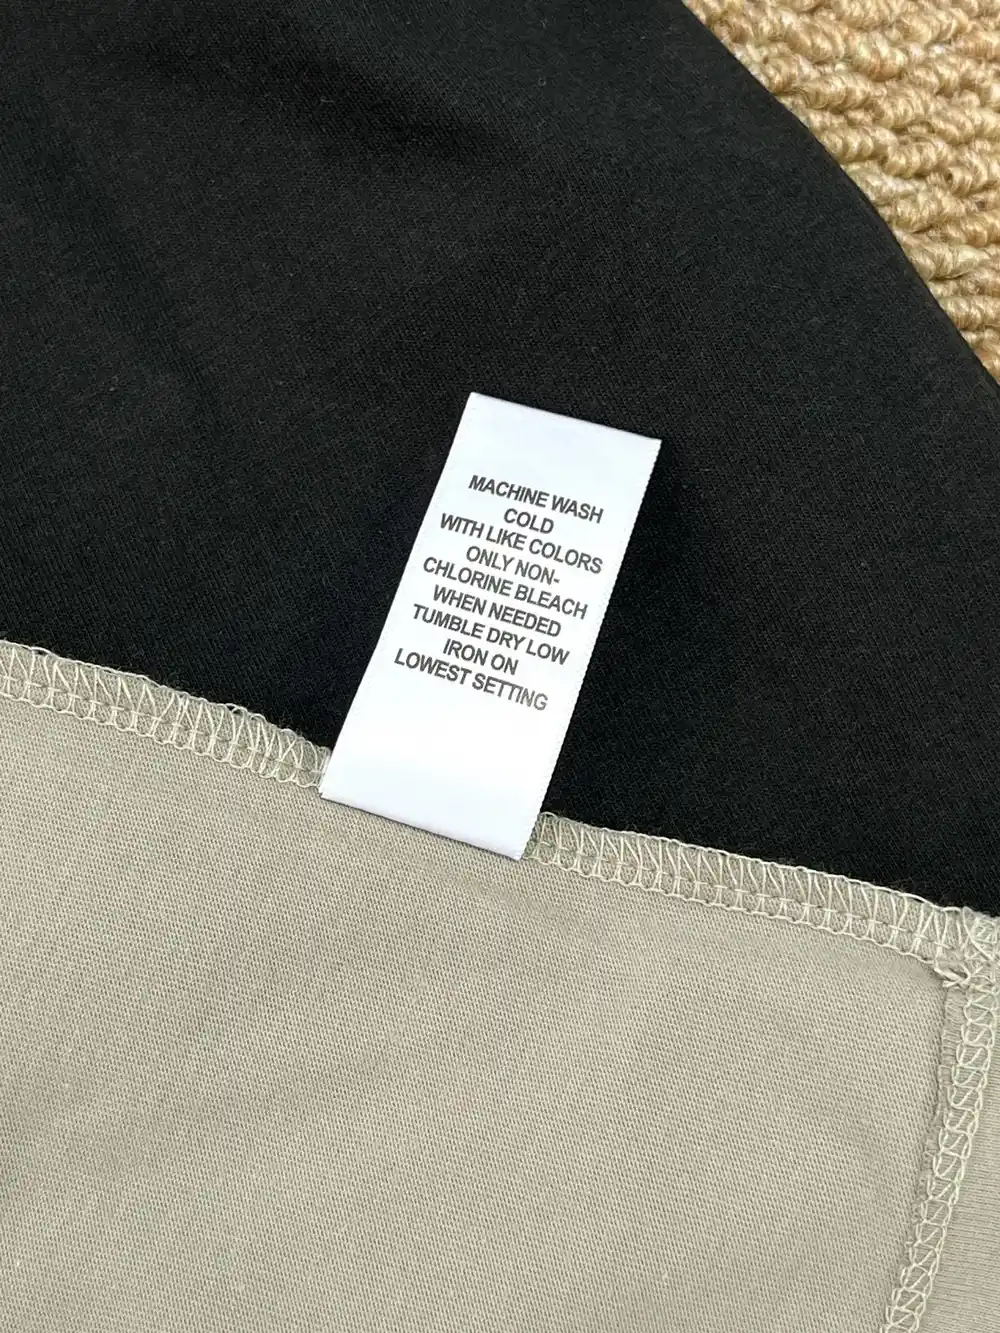 MACHINE WASH
COLD
WITH LIKE COLORS
ONLY NON-
CHLORINE BLEACH
WHEN NEEDED
TUMBLE DRY LOW
IRON ON
LOWEST SETTING